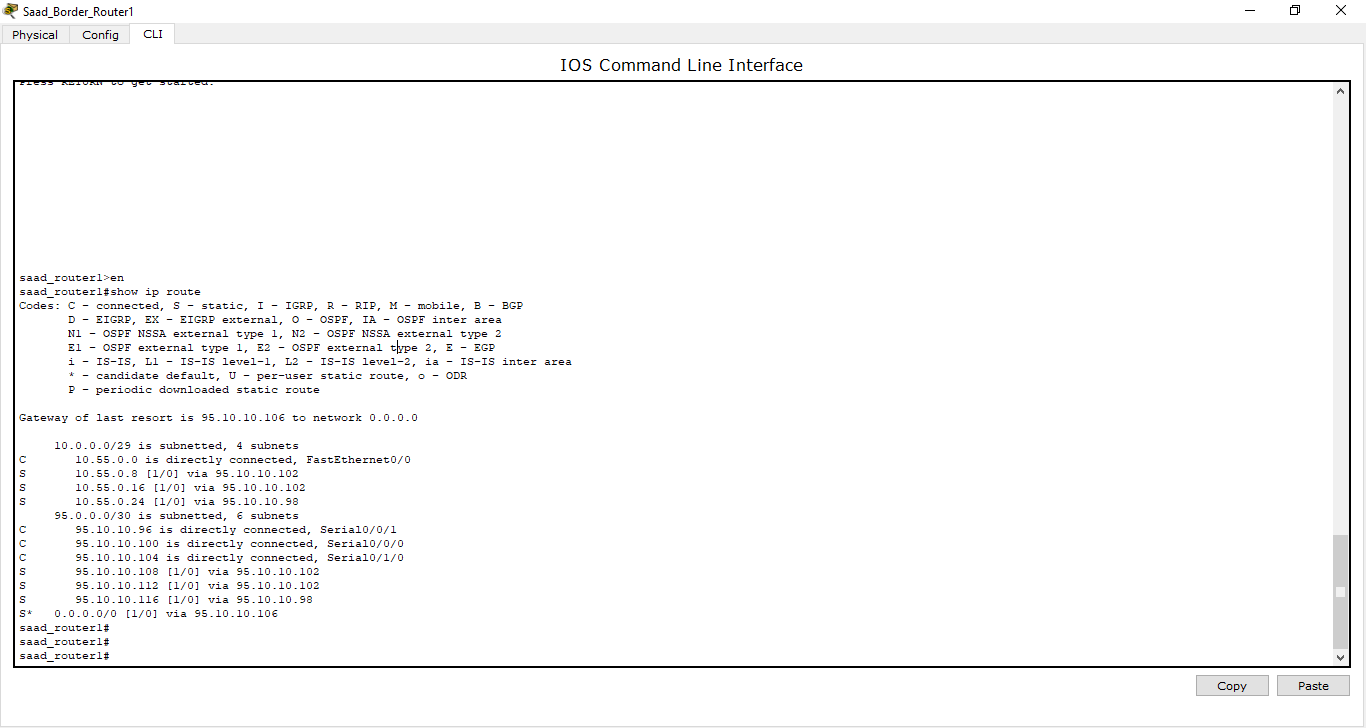 Saad_Border_Router1
Physical Config CLI
IOS Command Line Interface
Press RETURN to get started.
saad_router1>en
saad_router1#show ip route
Codes: C - connected, S - static, I - IGRP, R - RIP, M - mobile, B - BGP
       D - EIGRP, EX - EIGRP external, O - OSPF, IA - OSPF inter area
       N1 - OSPF NSSA external type 1, N2 - OSPF NSSA external type 2
       E1 - OSPF external type 1, E2 - OSPF external type 2, E - EGP
       i - IS-IS, L1 - IS-IS level-1, L2 - IS-IS level-2, ia - IS-IS inter area
       * - candidate default, U - per-user static route, o - ODR
       P - periodic downloaded static route
Gateway of last resort is 95.10.10.106 to network 0.0.0.0
     10.0.0.0/29 is subnetted, 4 subnets
C       10.55.0.0 is directly connected, FastEthernet0/0
S       10.55.0.8 [1/0] via 95.10.10.102
S       10.55.0.16 [1/0] via 95.10.10.102
S       10.55.0.24 [1/0] via 95.10.10.98
     95.0.0.0/30 is subnetted, 6 subnets
C       95.10.10.96 is directly connected, Serial0/0/1
C       95.10.10.100 is directly connected, Serial0/0/0
C       95.10.10.104 is directly connected, Serial0/1/0
S       95.10.10.108 [1/0] via 95.10.10.102
S       95.10.10.112 [1/0] via 95.10.10.102
S       95.10.10.116 [1/0] via 95.10.10.98
S*   0.0.0.0/0 [1/0] via 95.10.10.106
saad_router1#
saad_router1#
saad_router1#
Copy Paste